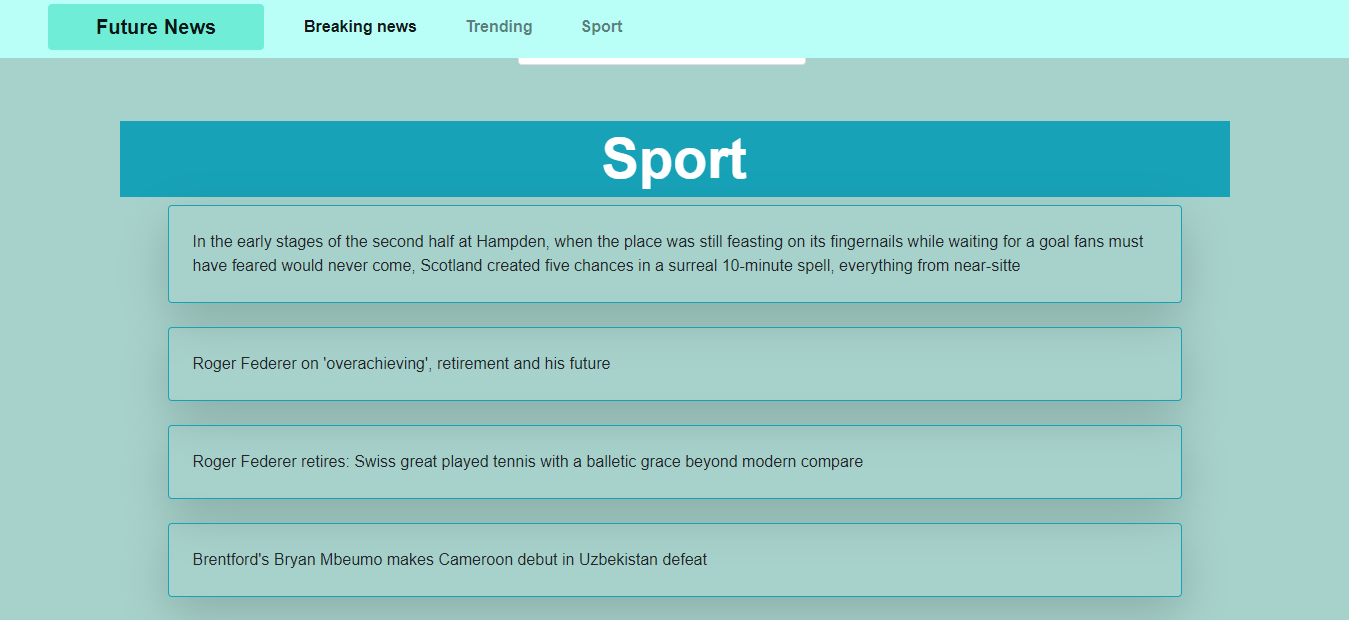 Future News
Breaking news
Trending
Sport
Sport
In the early stages of the second half at Hampden, when the place was still feasting on its fingernails while waiting for a goal fans must
have feared would never come, Scotland created five chances in a surreal 10-minute spell, everything from near-sitte
Roger Federer on 'overachieving', retirement and his future
Roger Federer retires: Swiss great played tennis with a balletic grace beyond modern compare
Brentford's Bryan Mbeumo makes Cameroon debut in Uzbekistan defeat